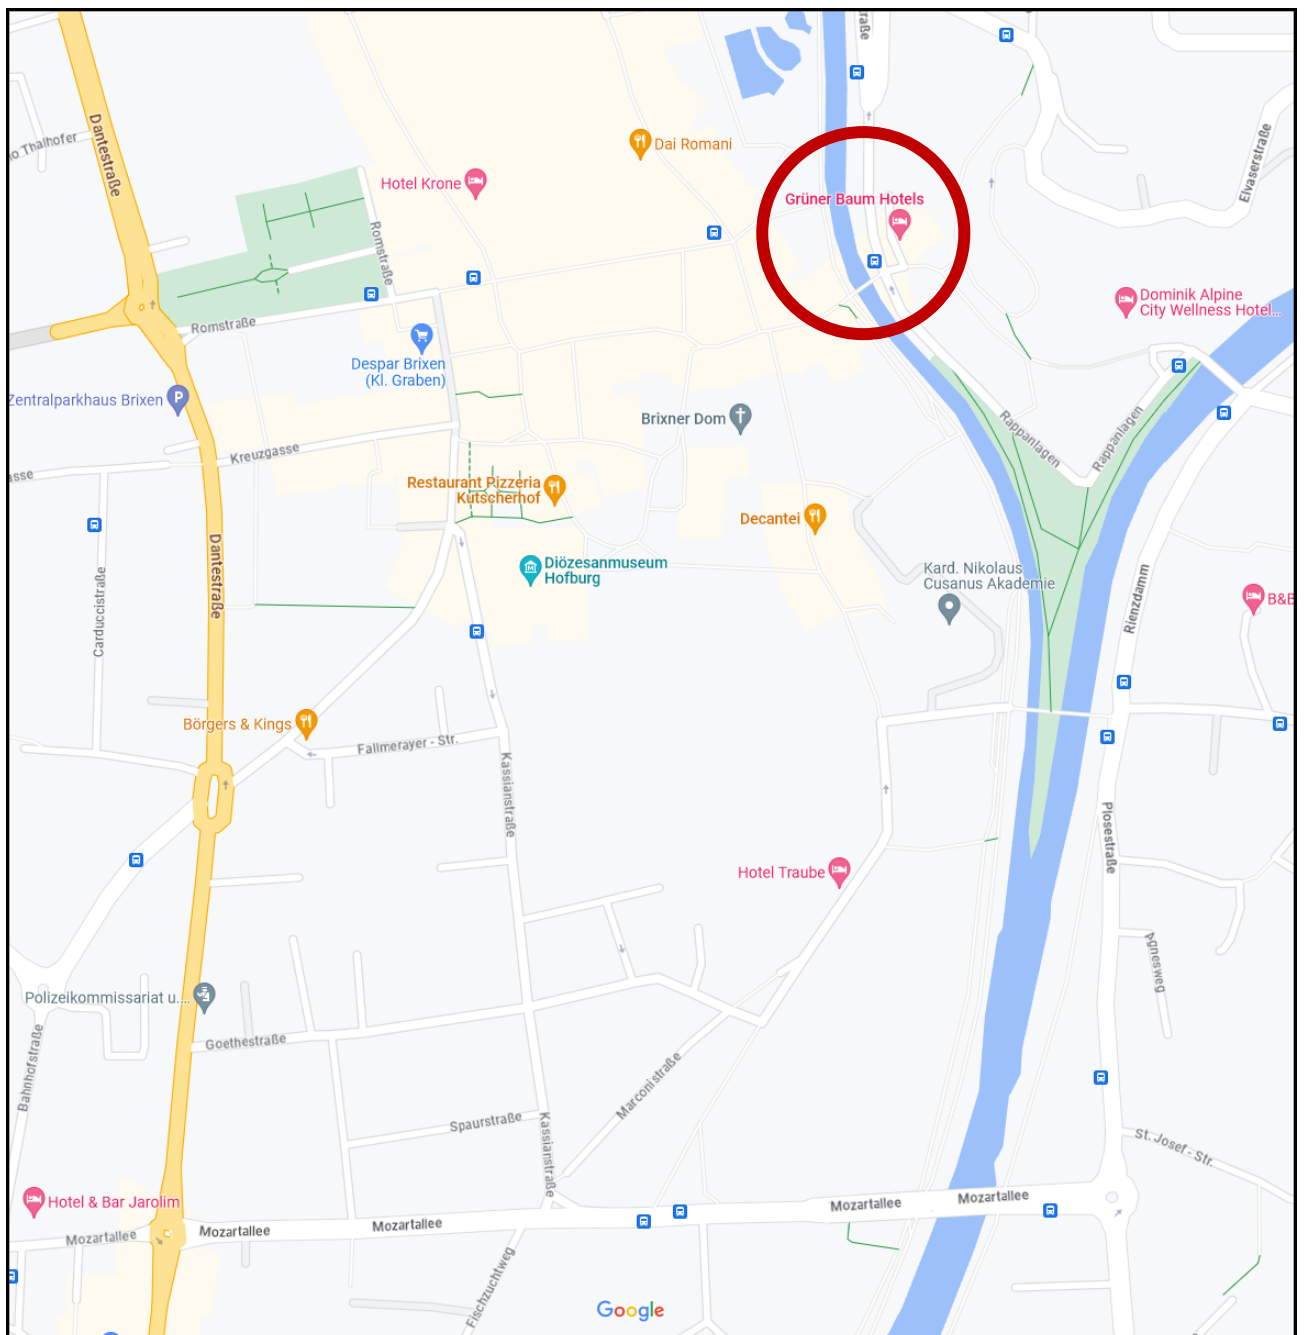 raße
Dantestraße
o Thalhofer
Dai Romani
Hotel Krone
Elvaserstraße
Grüner Baum Hotels
Romstraße
Dominik Alpine
City Wellness Hotel...
Romstraße
Despar Brixen
(Kl. Graben)
Zentralparkhaus Brixen
P
Brixner Dom
Rappanlagen
Rappanlagen
Kreuzgasse
asse
Restaurant Pizzeria
Kutscherhof
Decantei
Dantestraße
Diözesanmuseum
Hofburg
Kard. Nikolaus
Cusanus Akademie
Rienzdamm
B&B
Carduccistraße
Börgers & Kings
Fallmerayer - Str.
Kassianstraße
Plosestraße
Hotel Traube
Agnesweg
Polizeikommissariat u....
Goethestraße
Bahnhofstraße
Marconistraße
Spaurstraße
Kassianstraße
St. Josef - Str.
Hotel & Bar Jarolim
Mozartallee
Mozartallee
Mozartallee
Mozartallee
Mozartallee
Fischzuchtweg
Google